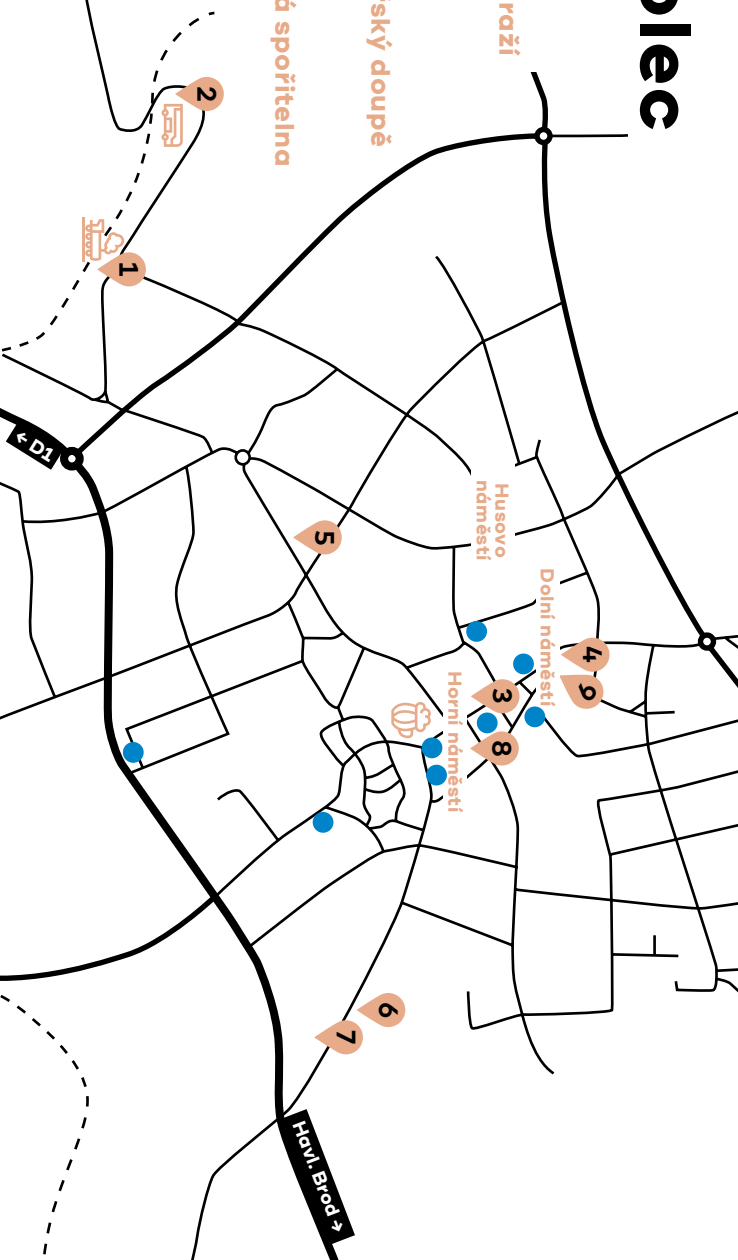 olec
raží
ský doupě
á spořitelna
2
1
← D1
5
Husovo
náměstí
Dolní náměstí
4
9
3
8
Horní náměstí
6
7
Havl. Brod →